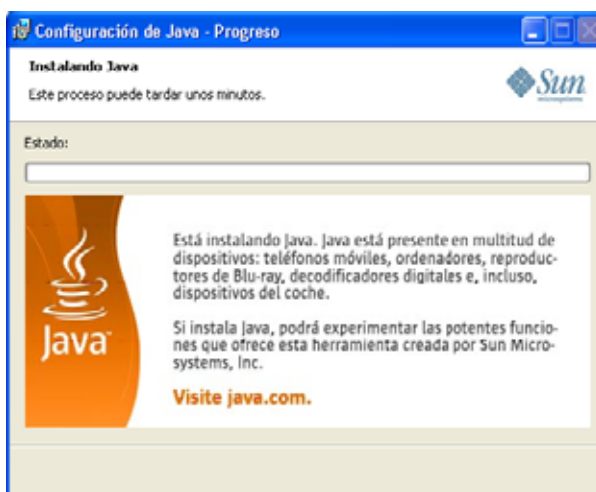 Configuración de Java - Progreso
Instalando Java
Este proceso puede tardar unos minutos.
Sun
microsystems
Estado:
Java
Está instalando Java. Java está presente en multitud de
dispositivos: teléfonos móviles, ordenadores, reproduc-
tores de Blu-ray, decodificadores digitales e, incluso,
dispositivos del coche.
Si instala Java, podrá experimentar las potentes funcio-
nes que ofrece esta herramienta creada por Sun Micro-
systems, Inc.
Visite java.com.